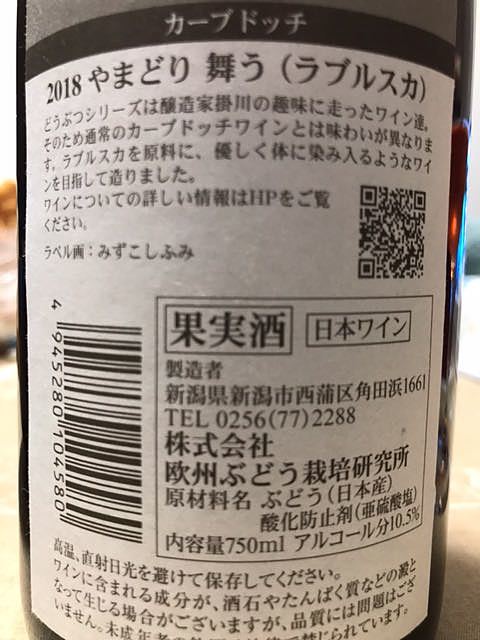 カーブドッチ
2018 やまどり 舞う（ラブルスカ）
どうぶつシリーズは醸造家掛川の趣味に走ったワイン達。
そのため通常のカーブドッチワインとは味わいが異なりま
す。ラブルスカを原料に、優しく体に染み入るようなワイ
ンを目指して造りました。
ワインについての詳しい情報はHPをご覧
ください。
ラベル画：みずこしふみ
4 945280 104580
果実酒 日本ワイン
製造者
新潟県新潟市西蒲区角田浜1661
TEL 0256(77)2288
株式会社
欧州ぶどう栽培研究所
原材料名 ぶどう（日本産）
酸化防止剤（亜硫酸塩）
内容量750ml アルコール分10.5%
高温、直射日光を避けて保存してください。
ワインに含まれる成分が、酒石やたんぱく質などの澱と
なって生じる場合がございますが、品質には問題はござ
いません。未成年者の